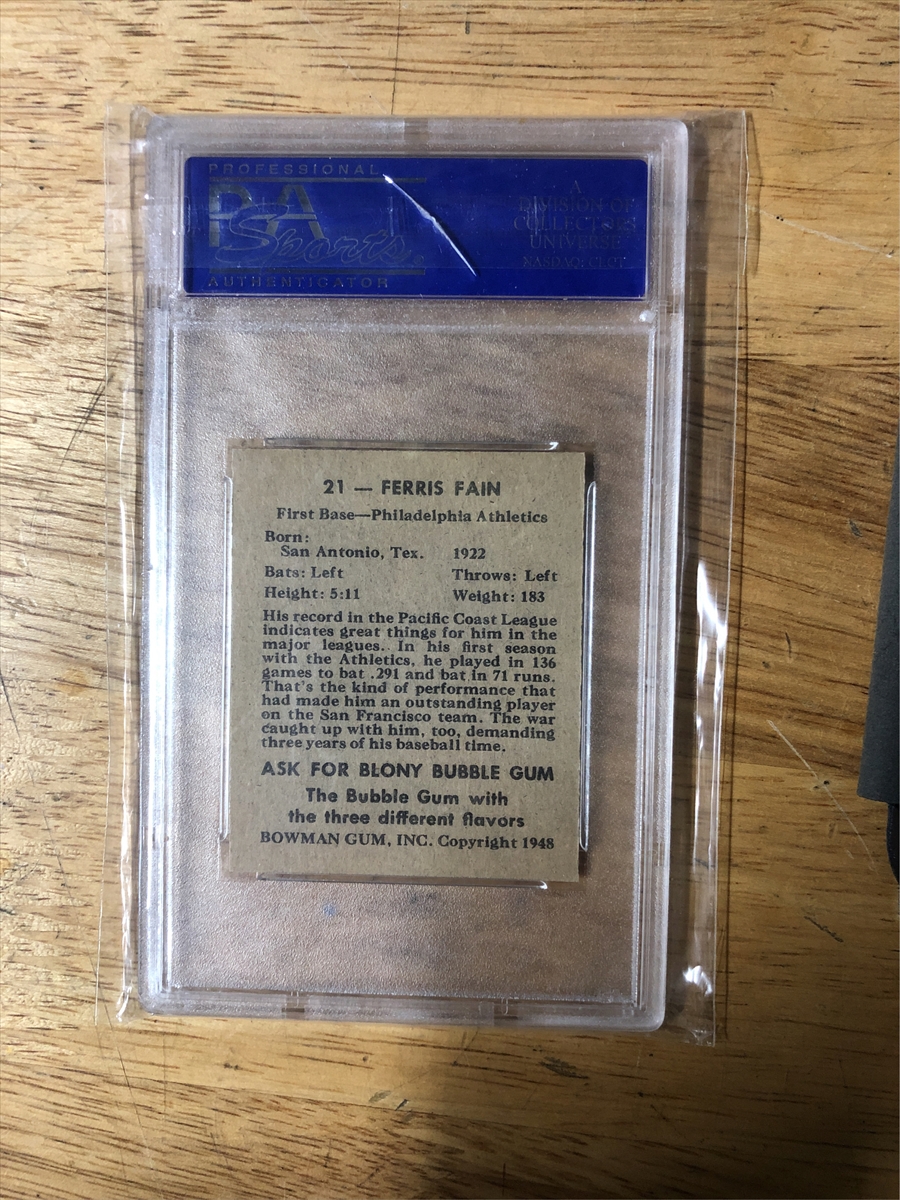 PROFESSIONAL
PSA
Sports
AUTHENTICATOR
A
DIVISION OF
COLLECTORS
UNIVERSE
NASDAQ: CLCT
21 — FERRIS FAIN
First Base—Philadelphia Athletics
Born:
San Antonio, Tex. 1922
Bats: Left Throws: Left
Height: 5:11 Weight: 183
His record in the Pacific Coast League
indicates great things for him in the
major leagues. In his first season
with the Athletics, he played in 136
games to bat .291 and bat in 71 runs.
That's the kind of performance that
had made him an outstanding player
on the San Francisco team. The war
caught up with him, too, demanding
three years of his baseball time.
ASK FOR BLONY BUBBLE GUM
The Bubble Gum with
the three different flavors
BOWMAN GUM, INC. Copyright 1948